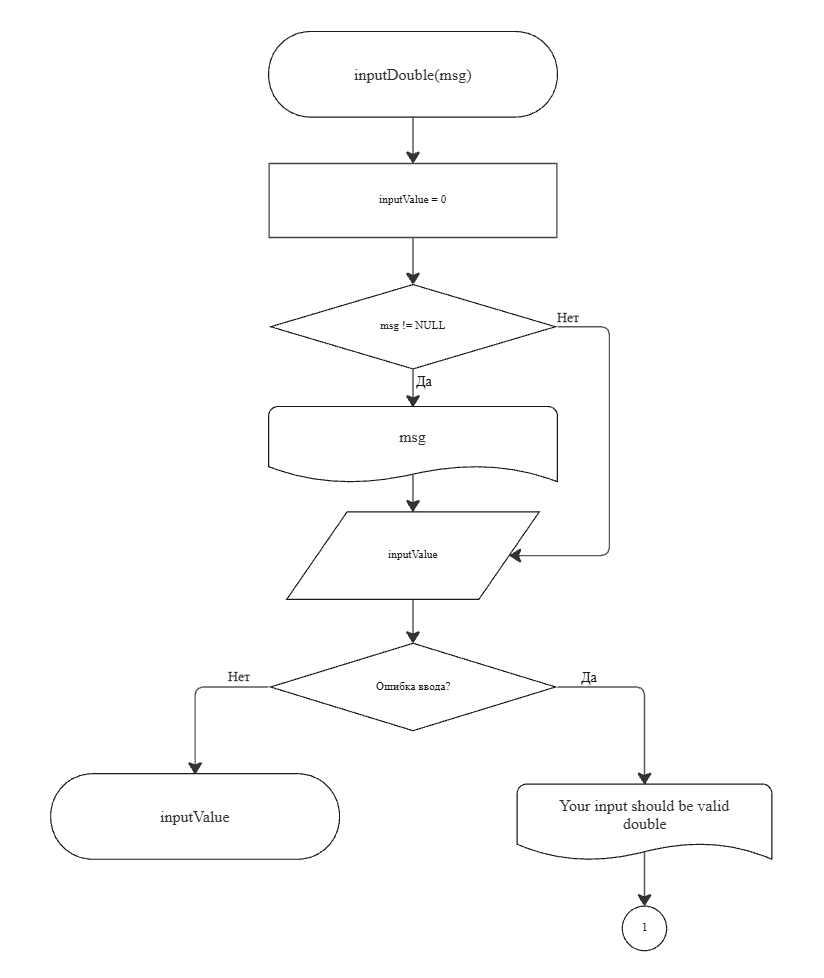 inputDouble(msg)
inputValue = 0
msg != NULL
Нет
Да
msg
inputValue
Ошибка ввода?
Нет
Да
inputValue
Your input should be valid
double
1